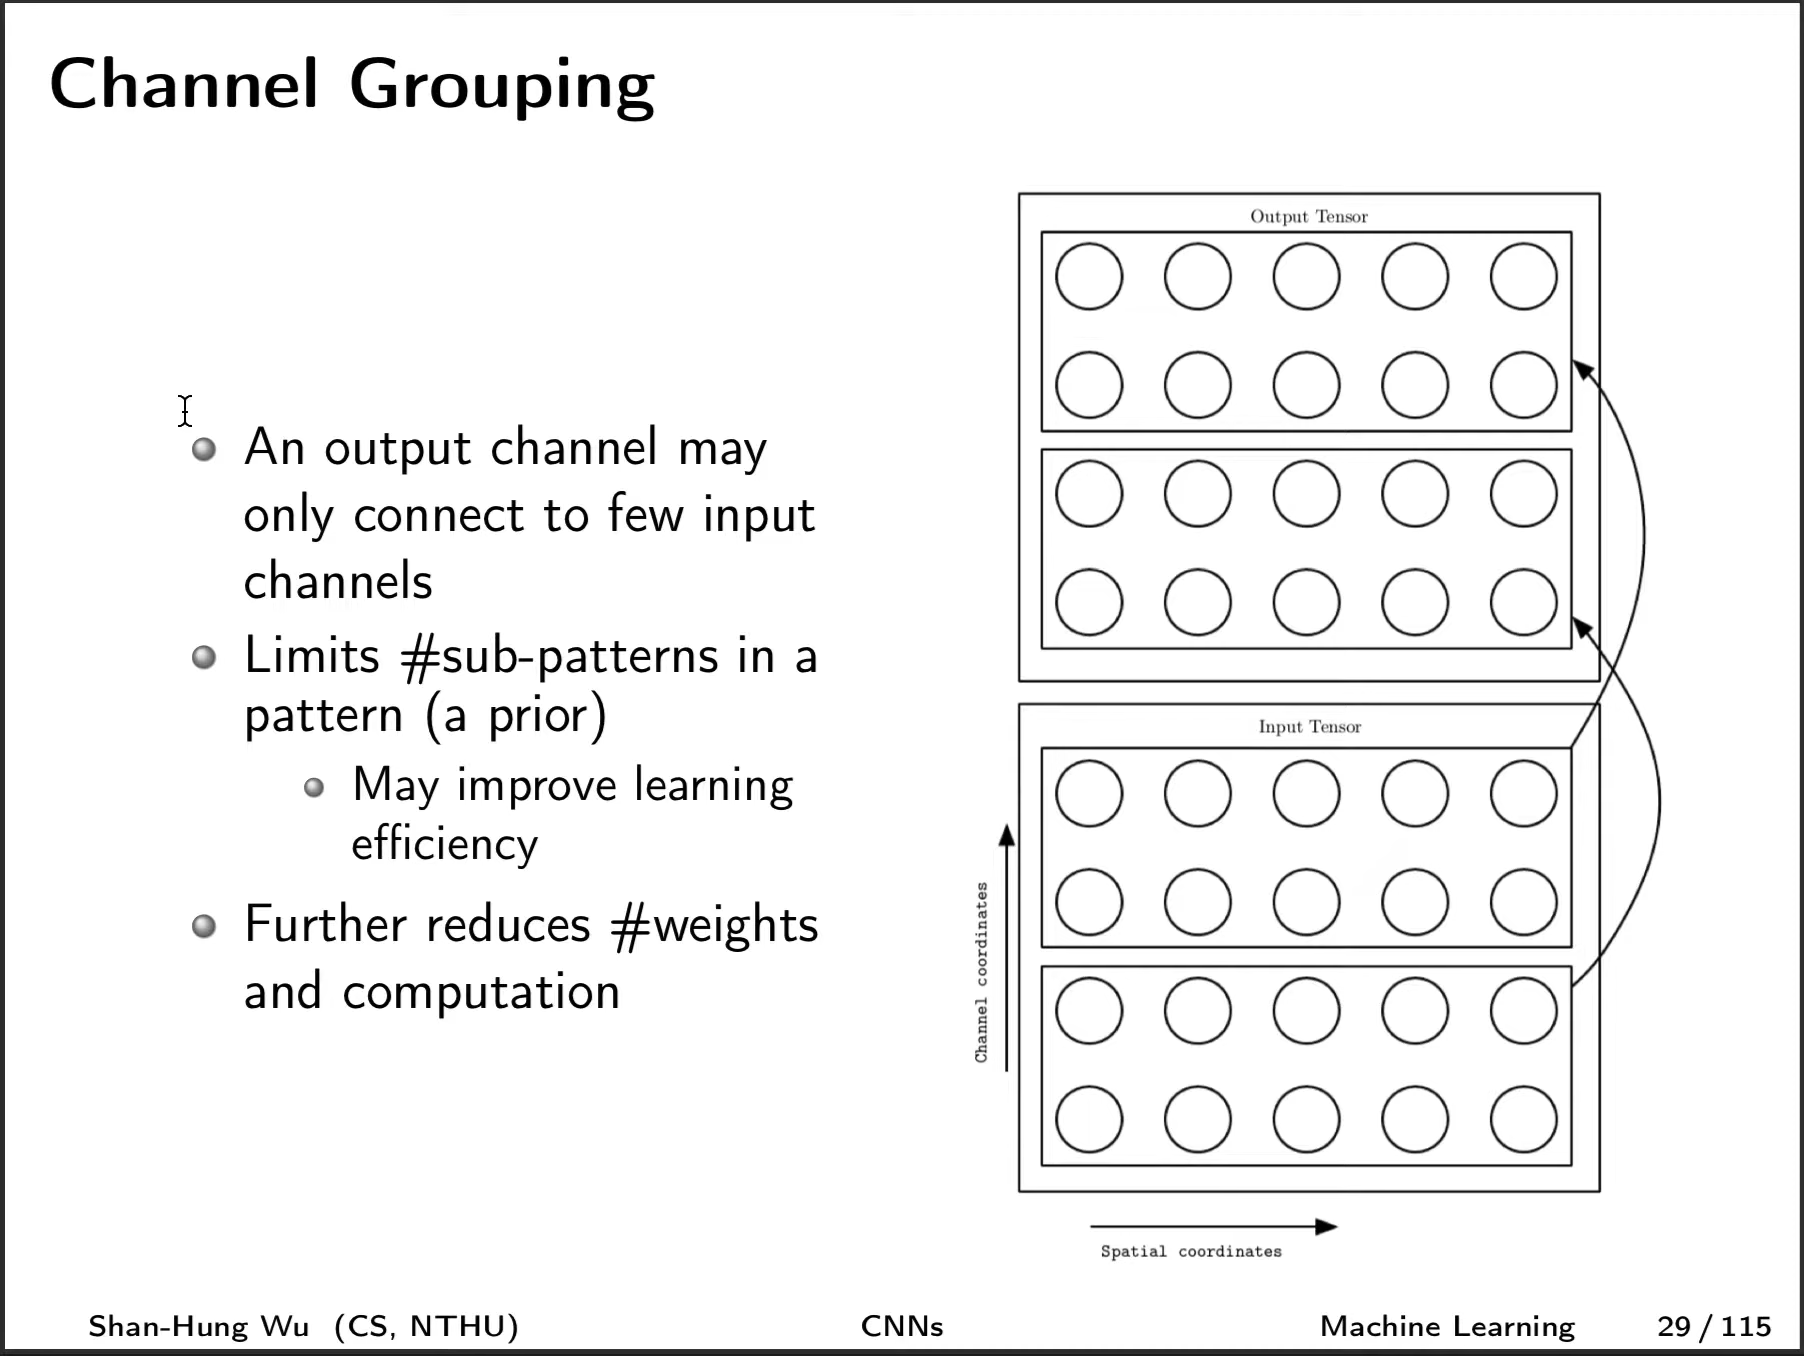 Channel Grouping
An output channel may
only connect to few input
channels
Limits #sub-patterns in a
pattern (a prior)
May improve learning
efficiency
Further reduces #weights
and computation
Output Tensor
Input Tensor
Channel coordinates
Spatial coordinates
Shan-Hung Wu (CS, NTHU) CNNs Machine Learning 29 / 115